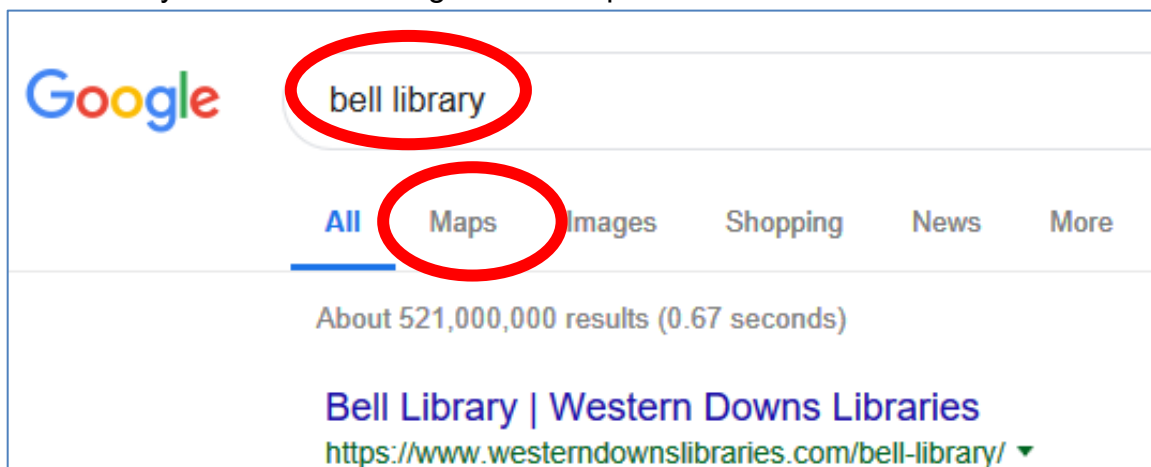 Google
bell library
All Maps Images Shopping News More
About 521,000,000 results (0.67 seconds)
Bell Library | Western Downs Libraries
https://www.westerndownslibraries.com/bell-library/